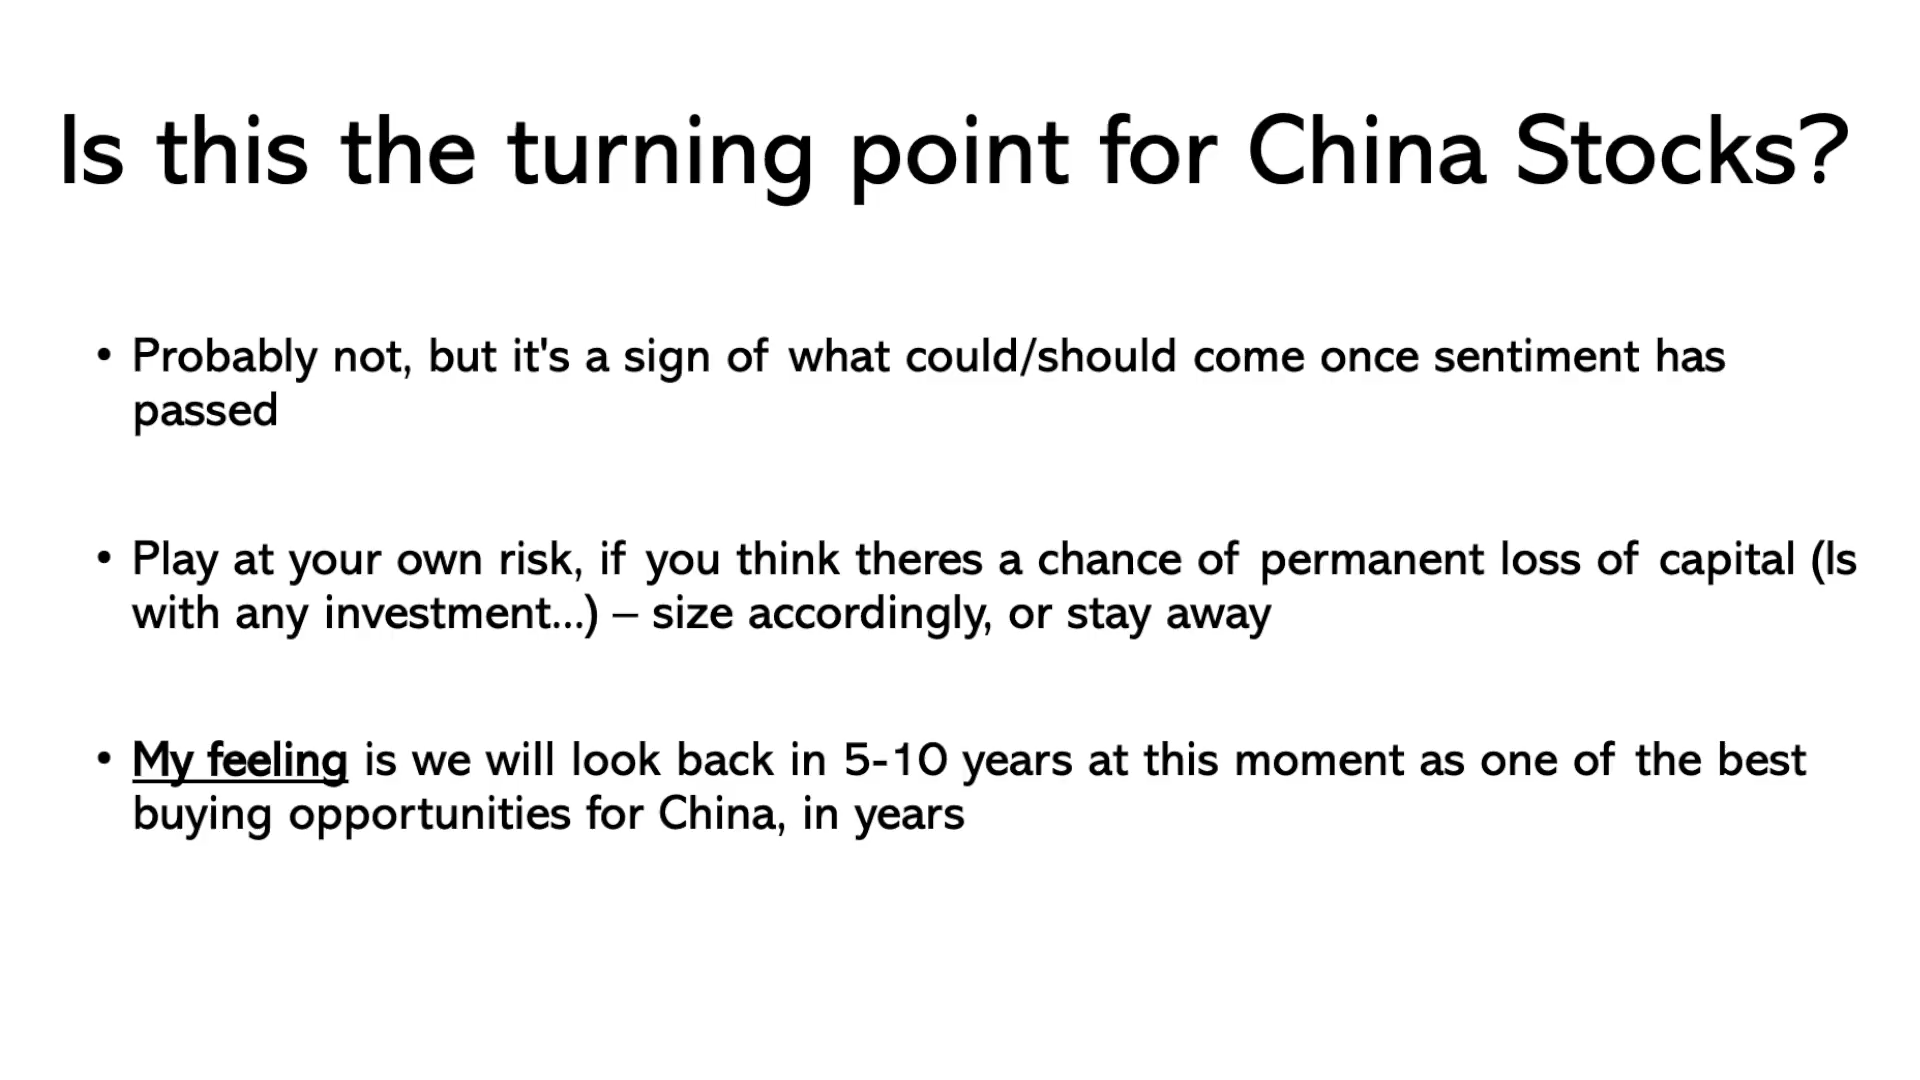 Is this the turning point for China Stocks?
• Probably not, but it's a sign of what could/should come once sentiment has
passed
• Play at your own risk, if you think theres a chance of permanent loss of capital (Is
with any investment...) – size accordingly, or stay away
• My feeling is we will look back in 5-10 years at this moment as one of the best
buying opportunities for China, in years